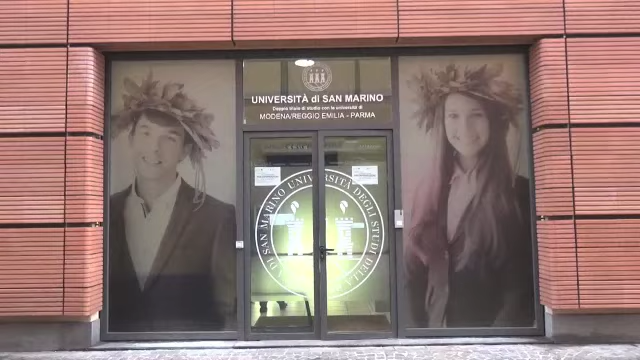 UNIVERSITÀ di SAN MARINO
Doppio titolo di studio con le università di
MODENA/REGGIO EMILIA - PARMA
UNIVERSITÀ DEGLI STUDI DELLA
DI SAN MARINO